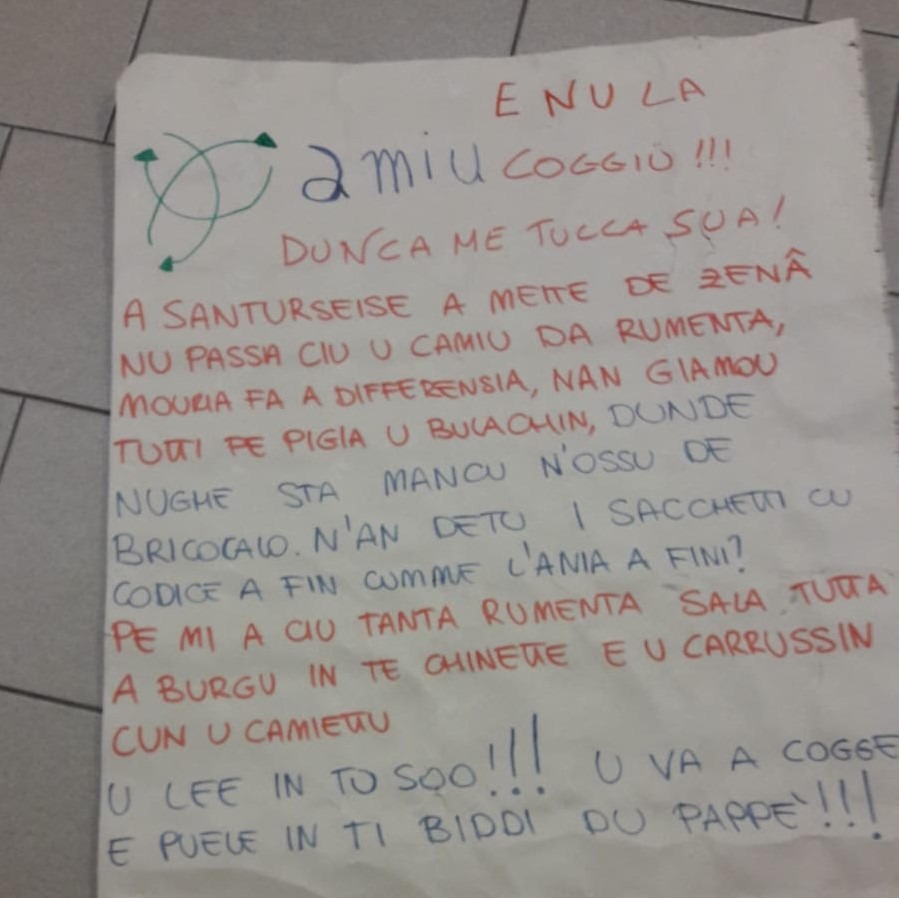 E NU LA
amiu COGGIU !!!
DUNCA ME TUCCA SUA!
A SANTURSEISE A METTE DE ZENÂ
NU PASSA CIU U CAMIU DA RUMENTA,
MOURIA FA A DIFFERENSIA, NAN GIAMOU
TUTTI PE PIGIA U BULACHIN, DUNDE
NUGHE STA MANCU N'OSSU DE
BRICOCALO. N'AN DETO I SACCHETTI CU
CODICE A FIN CUMME L'ANIA A FINI?
PE MI A CIU TANTA RUMENTA SALA TUTTA
A BURGU IN TE CHINETTE E U CARRUSSIN
CUN U CAMIETTU
U LEE IN TO SOO!!! U VA A COGGE
E PUELE IN TI BIDDI DU PAPPE'!!!